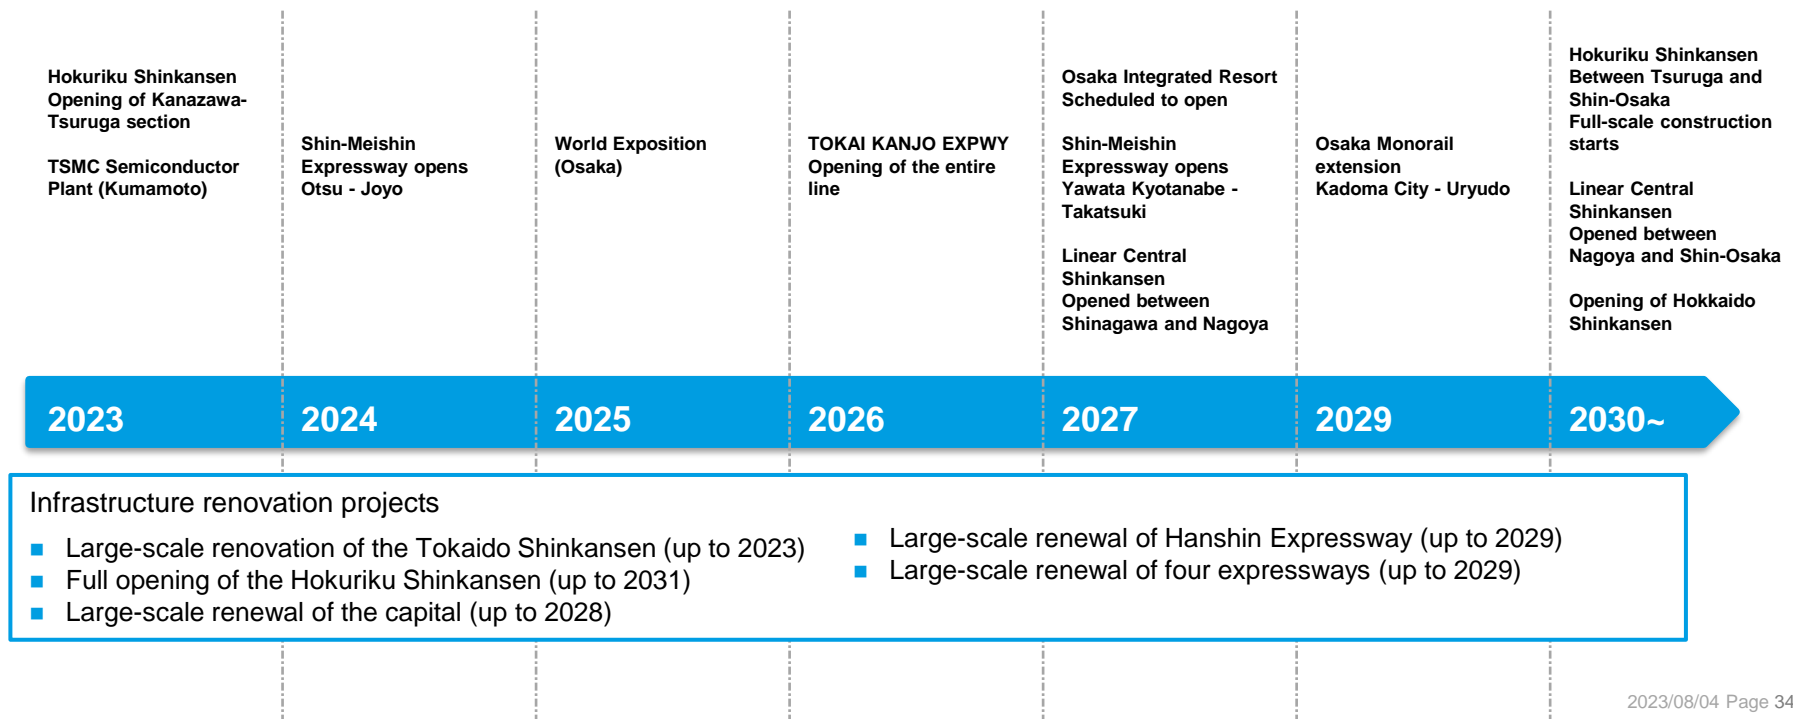 Hokuriku Shinkansen
Opening of Kanazawa-
Tsuruga section
TSMC Semiconductor
Plant (Kumamoto)
Shin-Meishin
Expressway opens
Otsu - Joyo
World Exposition
(Osaka)
TOKAI KANJO EXPWY
Opening of the entire
line
Osaka Integrated Resort
Scheduled to open
Shin-Meishin
Expressway opens
Yawata Kyotanabe -
Takatsuki
Linear Central
Shinkansen
Opened between
Shinagawa and Nagoya
Osaka Monorail
extension
Kadoma City - Uryudo
Hokuriku Shinkansen
Between Tsuruga and
Shin-Osaka
Full-scale construction
starts
Linear Central
Shinkansen
Opened between
Nagoya and Shin-Osaka
Opening of Hokkaido
Shinkansen
2023
2024
2025
2026
2027
2029
2030~
Infrastructure renovation projects
■ Large-scale renovation of the Tokaido Shinkansen (up to 2023)
■ Full opening of the Hokuriku Shinkansen (up to 2031)
■ Large-scale renewal of the capital (up to 2028)
■ Large-scale renewal of Hanshin Expressway (up to 2029)
■ Large-scale renewal of four expressways (up to 2029)
2023/08/04 Page 34